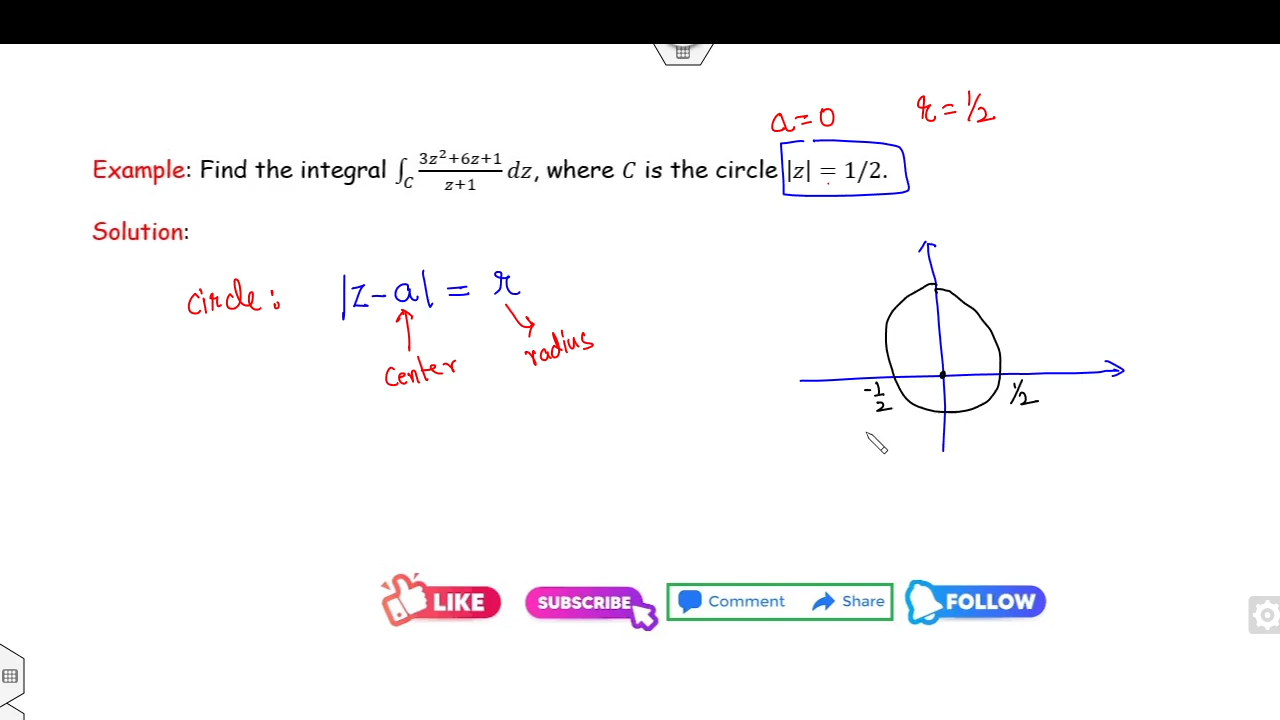 a = 0
r = 1/2
Example: Find the integral ∫_C (3z²+6z+1)/(z+1) dz, where C is the circle |z| = 1/2.
Solution:
circle: |z-a| = r
center
radius
-1/2
1/2
LIKE
SUBSCRIBE
Comment
Share
FOLLOW